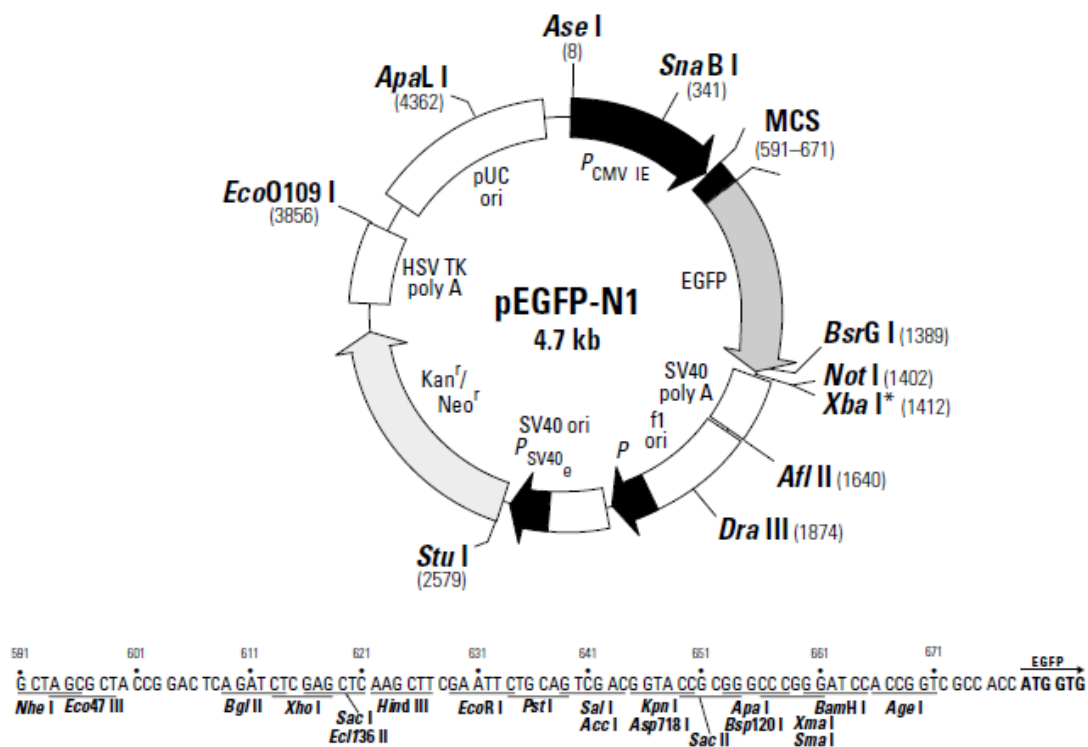 Ase I
(8)
SnaB I
(341)
ApaL I
(4362)
MCS
(591–671)
P CMV IE
pUC
ori
EcoO109 I
(3856)
HSV TK
poly A
EGFP
pEGFP-N1
4.7 kb
BsrG I (1389)
Not I (1402)
Xba I* (1412)
SV40
poly A
Kanʳ/
Neoʳ
SV40 ori
P SV40e
P
f1
ori
Afl II (1640)
Dra III (1874)
Stu I
(2579)
591 601 611 621 631 641 651 661 671 EGFP
G CTA GCG CTA CCG GAC TCA GAT CTC GAG CTC AAG CTT CGA ATT CTG CAG TCG ACG GTA CCG CGG GCC CGG GAT CCA CCG GTC GCC ACC ATG GTG
Nhe I Eco47 III Bgl II Xho I Hind III EcoR I Pst I Sal I Kpn I Apa I BamH I Age I
Sac I Acc I Asp718 I Bsp120 I Xma I
Ecl136 II Sac II Sma I